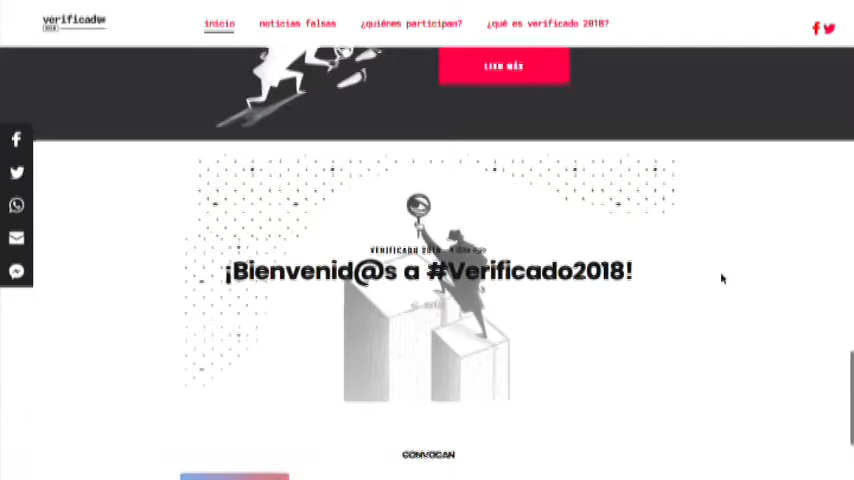 verificado
2018
inicio
noticias falsas
¿quiénes participan?
¿qué es verificado 2018?
LEER MÁS
VERIFICADO 2018
¡Bienvenid@s a #Verificado2018!
CONVOCAN